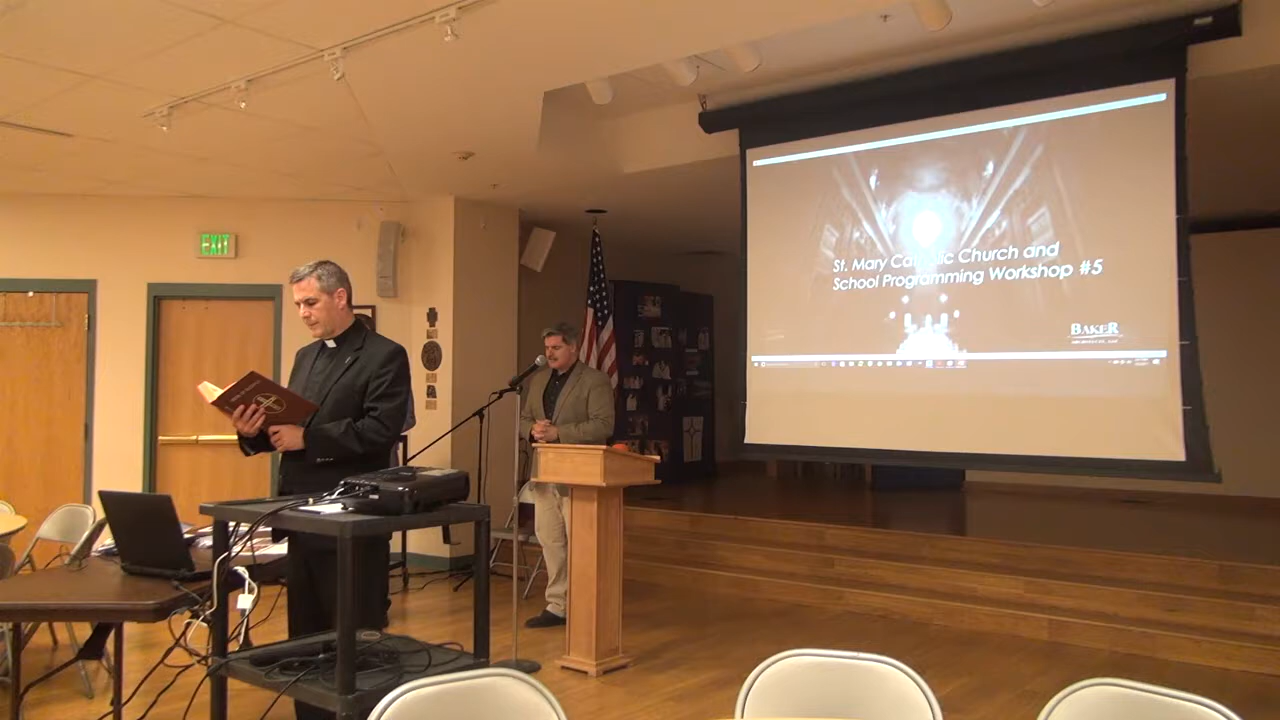 EXIT
St. Mary Catholic Church and
School Programming Workshop #5
BAKER